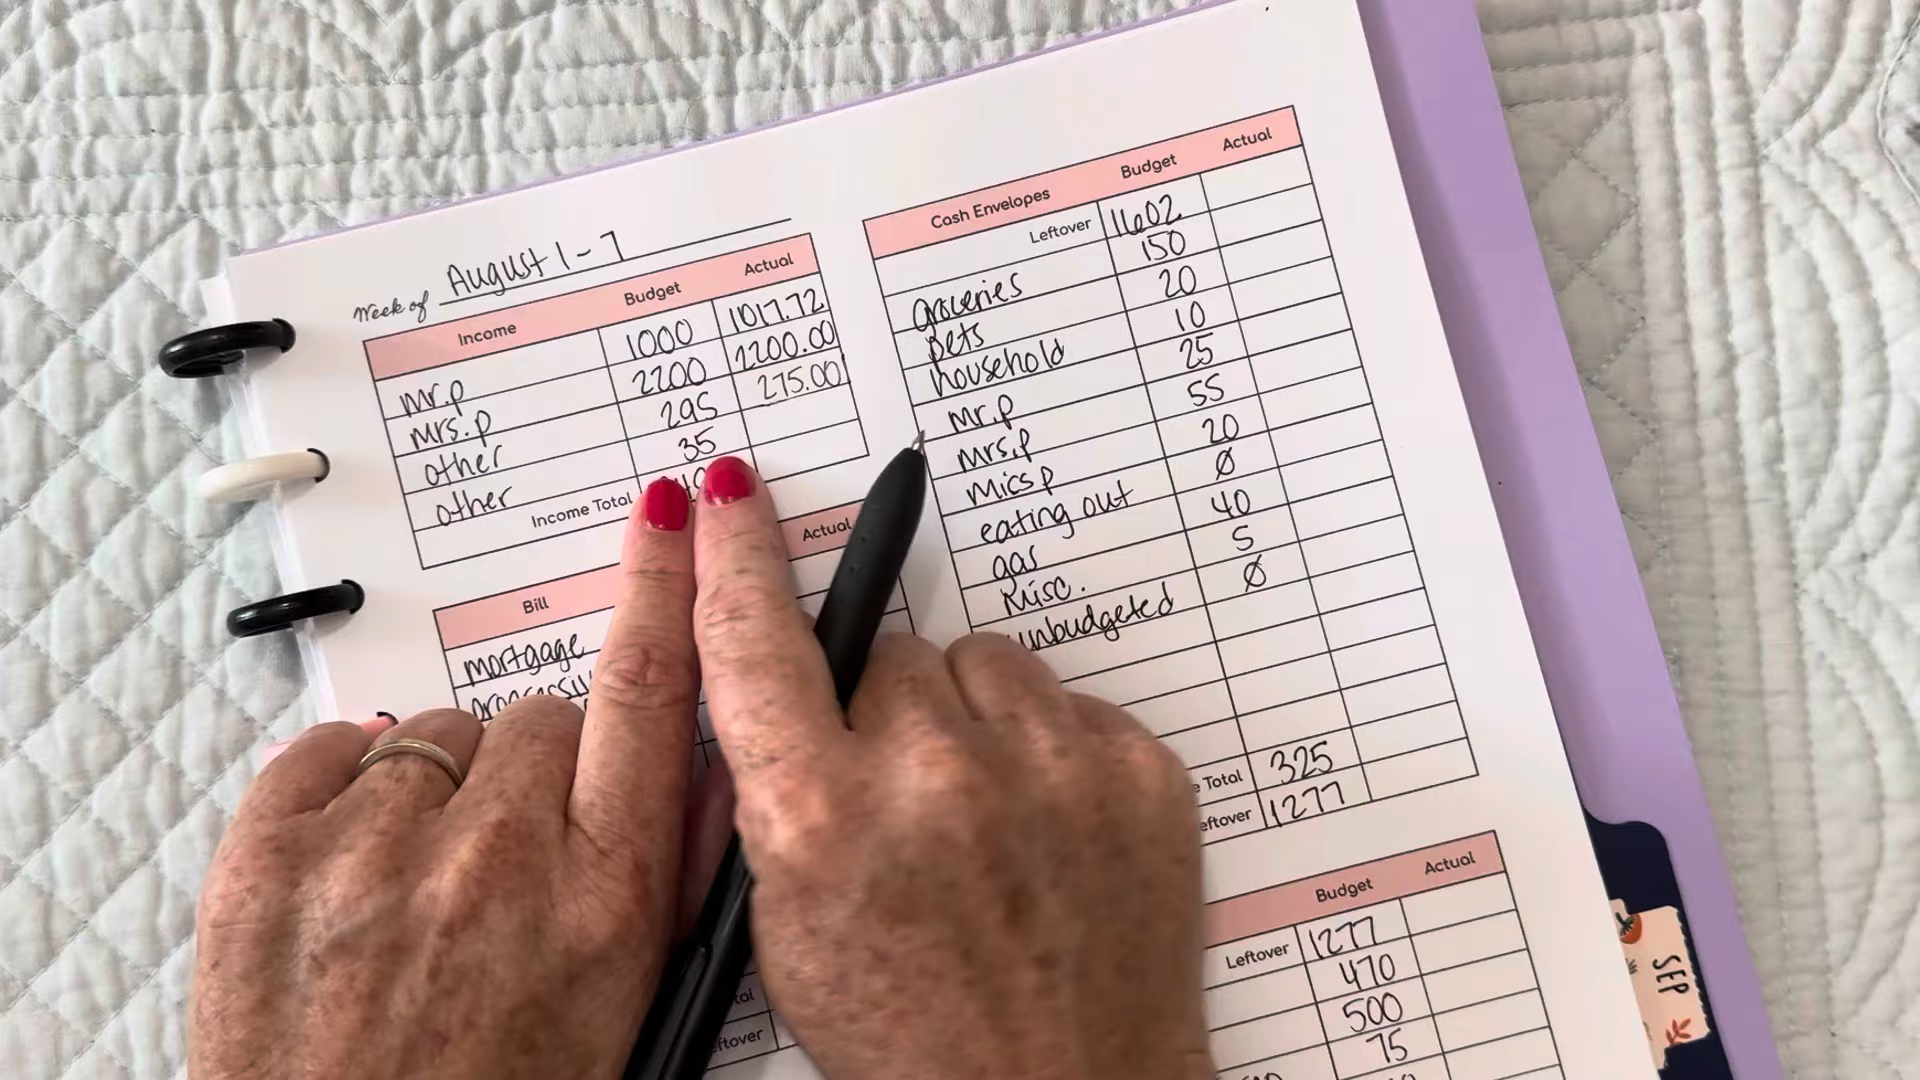 Week of August 1-7
Income Budget Actual
mr.p 1000 1017.72
mrs.p 2200 2200.00
other 295 275.00
other 35
Income Total
Bill Actual
mortgage
Cash Envelopes Budget Actual
Leftover 1602
groceries 150
pets 20
household 10
mr.p 25
mrs.p 55
mics p 20
eating out Ø
gas 40
misc. 5
unbudgeted Ø
Total 325
1277
Budget Actual
Leftover 1277
470
500
75
SEP